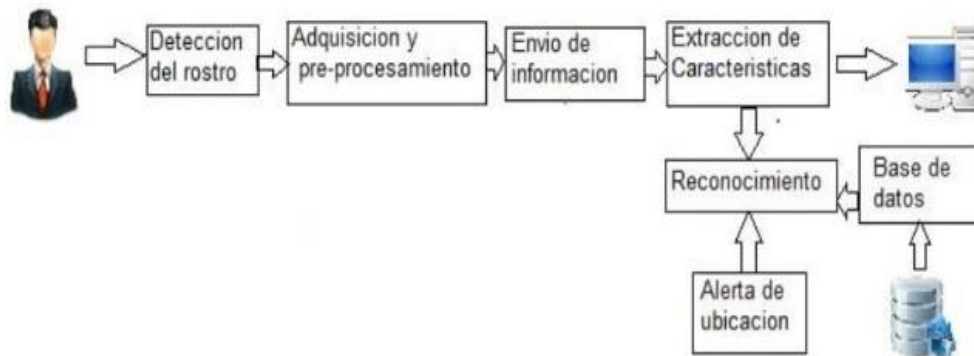 Deteccion
del rostro
Adquisicion y
pre-procesamiento
Envio de
informacion
Extraccion de
Caracteristicas
Reconocimiento
Base de
datos
Alerta de
ubicacion